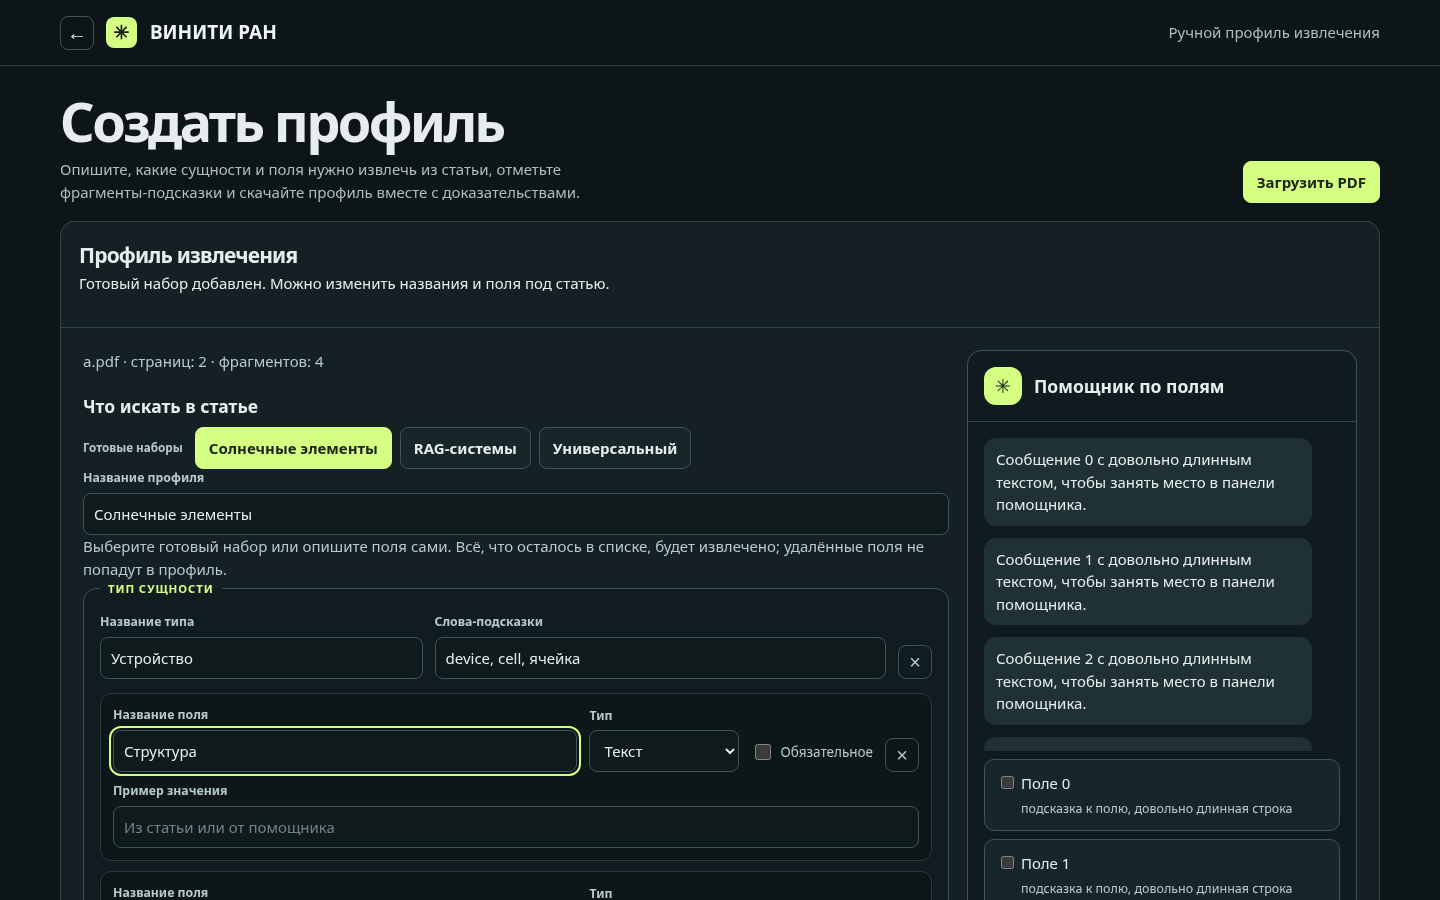 ←
ВИНИТИ РАН
Ручной профиль извлечения
Создать профиль
Опишите, какие сущности и поля нужно извлечь из статьи, отметьте
фрагменты-подсказки и скачайте профиль вместе с доказательствами.
Загрузить PDF
Профиль извлечения
Готовый набор добавлен. Можно изменить названия и поля под статью.
a.pdf · страниц: 2 · фрагментов: 4
Что искать в статье
Готовые наборы
Солнечные элементы
RAG-системы
Универсальный
Название профиля
Солнечные элементы
Выберите готовый набор или опишите поля сами. Всё, что осталось в списке, будет извлечено; удалённые поля не
попадут в профиль.
ТИП СУЩНОСТИ
Название типа
Слова-подсказки
Устройство
device, cell, ячейка
×
Название поля
Тип
Структура
Текст
Обязательное
×
Пример значения
Из статьи или от помощника
Название поля
Тип
Помощник по полям
Сообщение 0 с довольно длинным
текстом, чтобы занять место в панели
помощника.
Сообщение 1 с довольно длинным
текстом, чтобы занять место в панели
помощника.
Сообщение 2 с довольно длинным
текстом, чтобы занять место в панели
помощника.
Поле 0
подсказка к полю, довольно длинная строка
Поле 1
подсказка к полю, довольно длинная строка